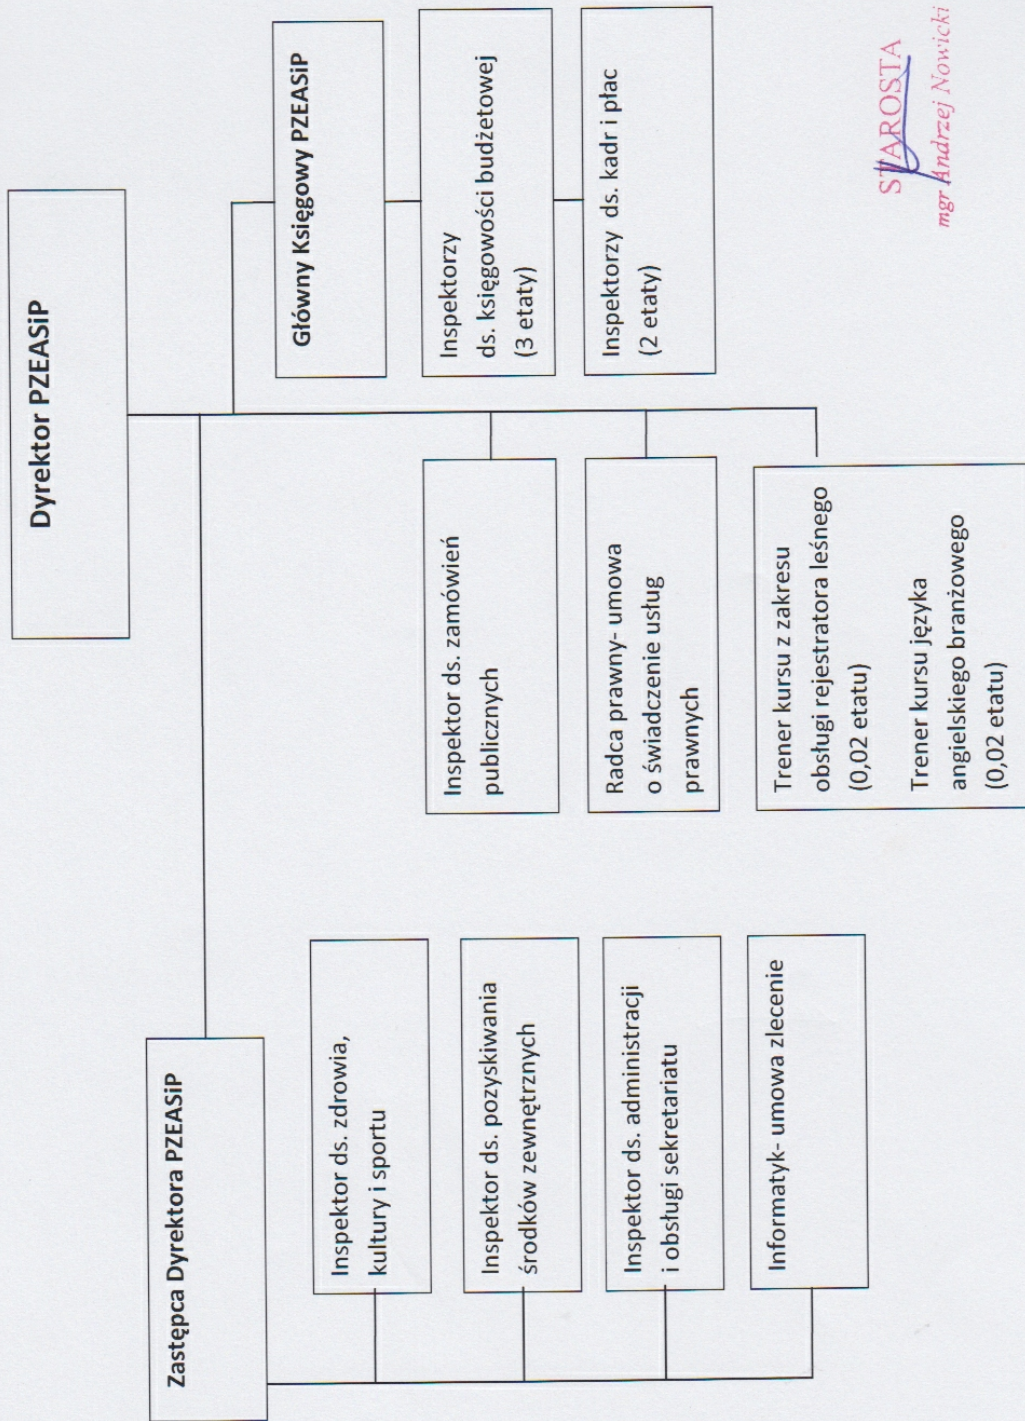 Dyrektor PZEASiP
Zastępca Dyrektora PZEASiP
Inspektor ds. zdrowia,
kultury i sportu
Inspektor ds. pozyskiwania
środków zewnętrznych
Inspektor ds. administracji
i obsługi sekretariatu
Informatyk- umowa zlecenie
Inspektor ds. zamówień
publicznych
Radca prawny- umowa
o świadczenie usług
prawnych
Trener kursu z zakresu
obsługi rejestratora leśnego
(0,02 etatu)
Trener kursu języka
angielskiego branżowego
(0,02 etatu)
Główny Księgowy PZEASiP
Inspektorzy
ds. księgowości budżetowej
(3 etaty)
Inspektorzy ds. kadr i płac
(2 etaty)
STAROSTA
mgr Andrzej Nowicki